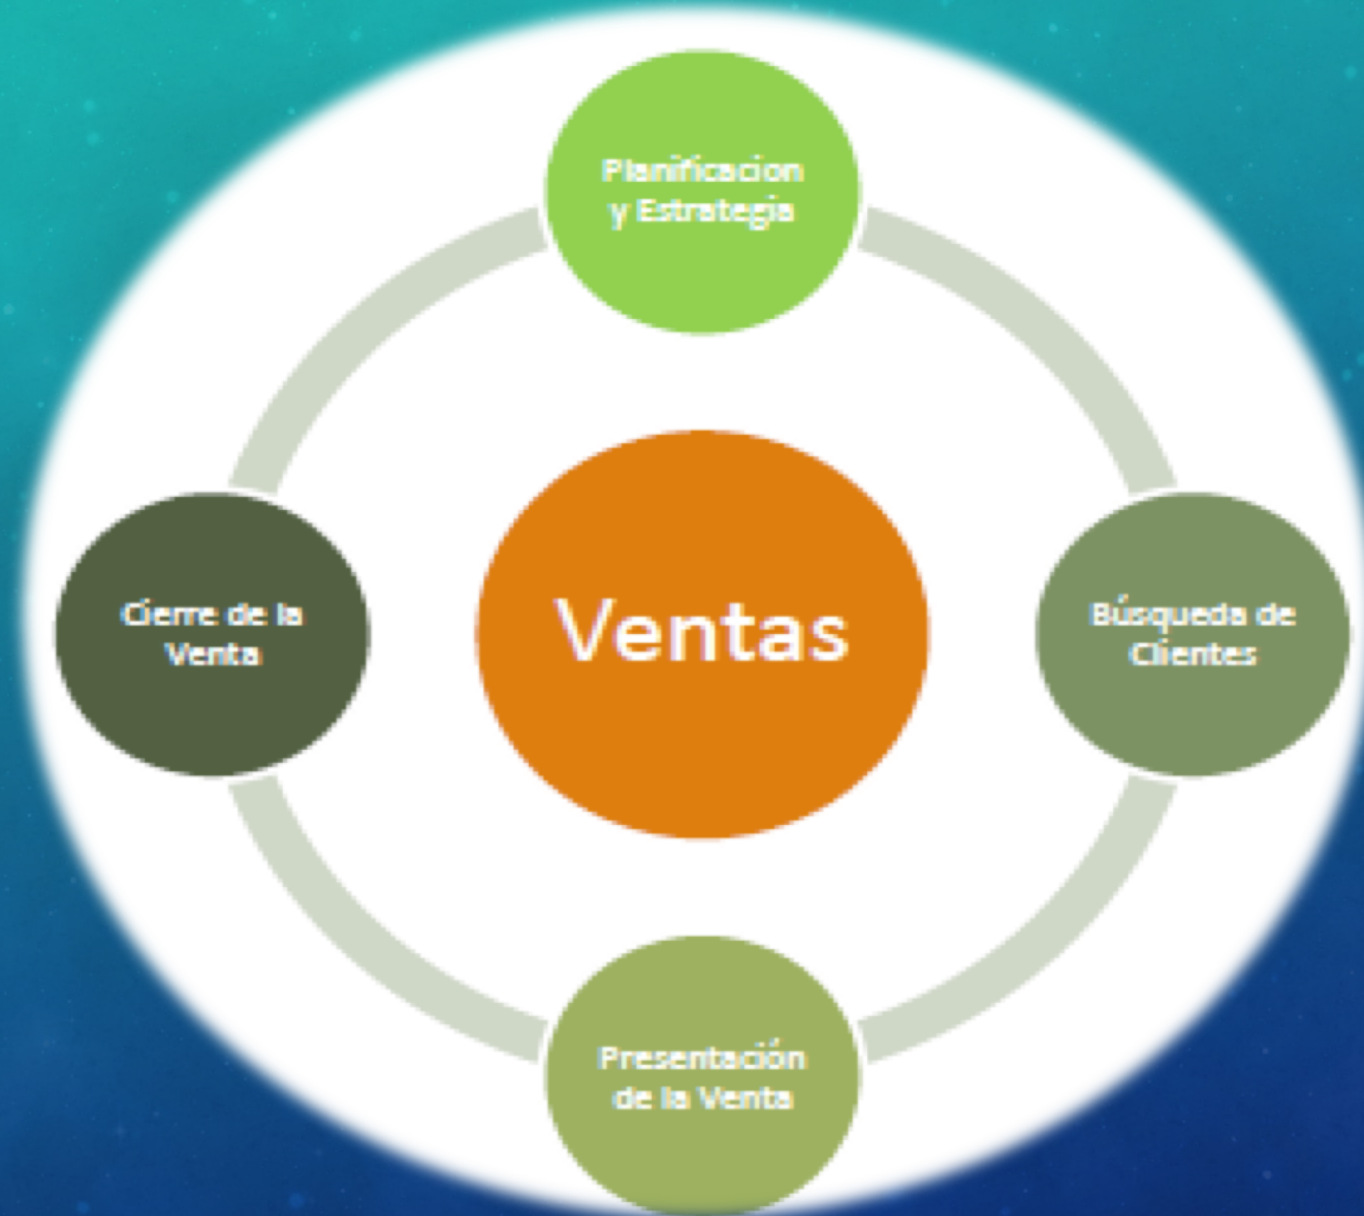 Planificacion
y Estrategia
Ventas
Búsqueda de
Clientes
Presentación
de la Venta
Cierre de la
Venta